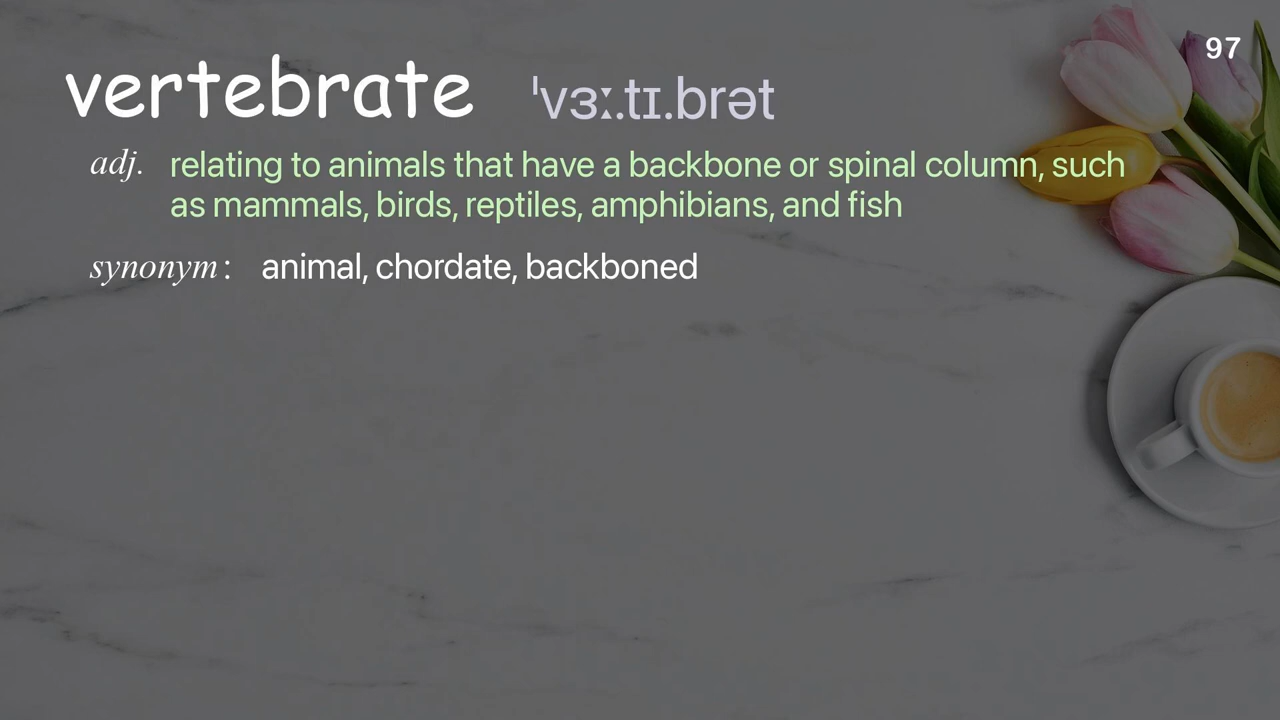 97
vertebrate ˈvɜː.tɪ.brət
adj. relating to animals that have a backbone or spinal column, such
as mammals, birds, reptiles, amphibians, and fish
synonym: animal, chordate, backboned